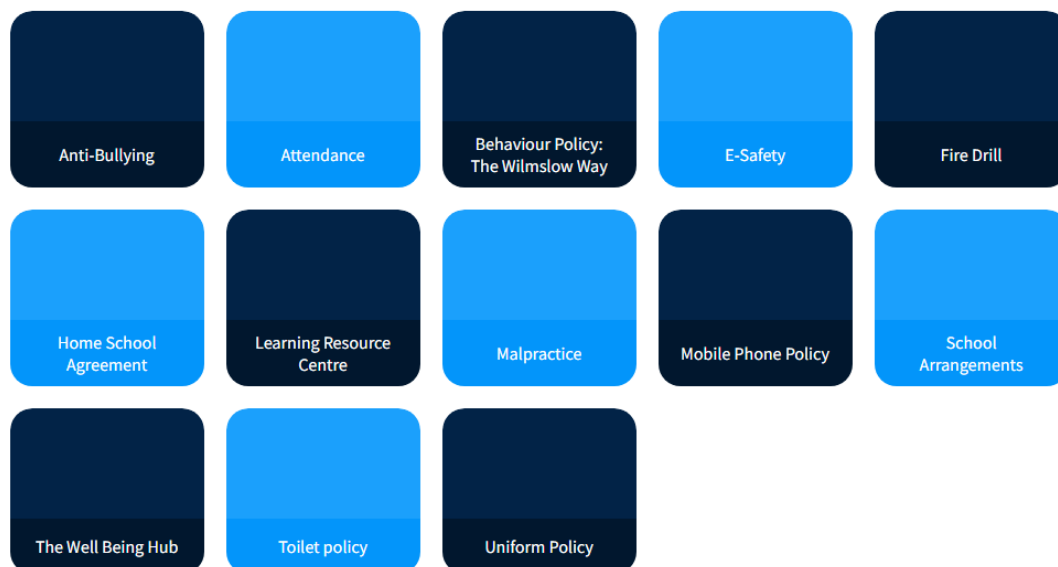 Anti-Bullying
Attendance
Behaviour Policy:
The Wilmslow Way
E-Safety
Fire Drill
Home School
Agreement
Learning Resource
Centre
Malpractice
Mobile Phone Policy
School
Arrangements
The Well Being Hub
Toilet policy
Uniform Policy